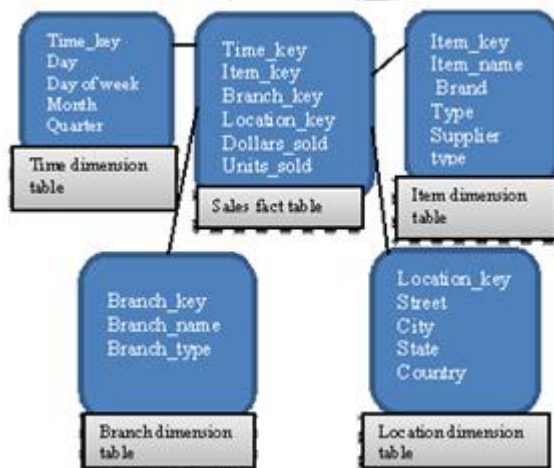 Time_key
Day
Day of week
Month
Quarter
Time dimension
table
Time_key
Item_key
Branch_key
Location_key
Dollars_sold
Units_sold
Sales fact table
Item_key
Item_name
Brand
Type
Supplier
type
Item dimension
table
Branch_key
Branch_name
Branch_type
Branch dimension
table
Location_key
Street
City
State
Country
Location dimension
table